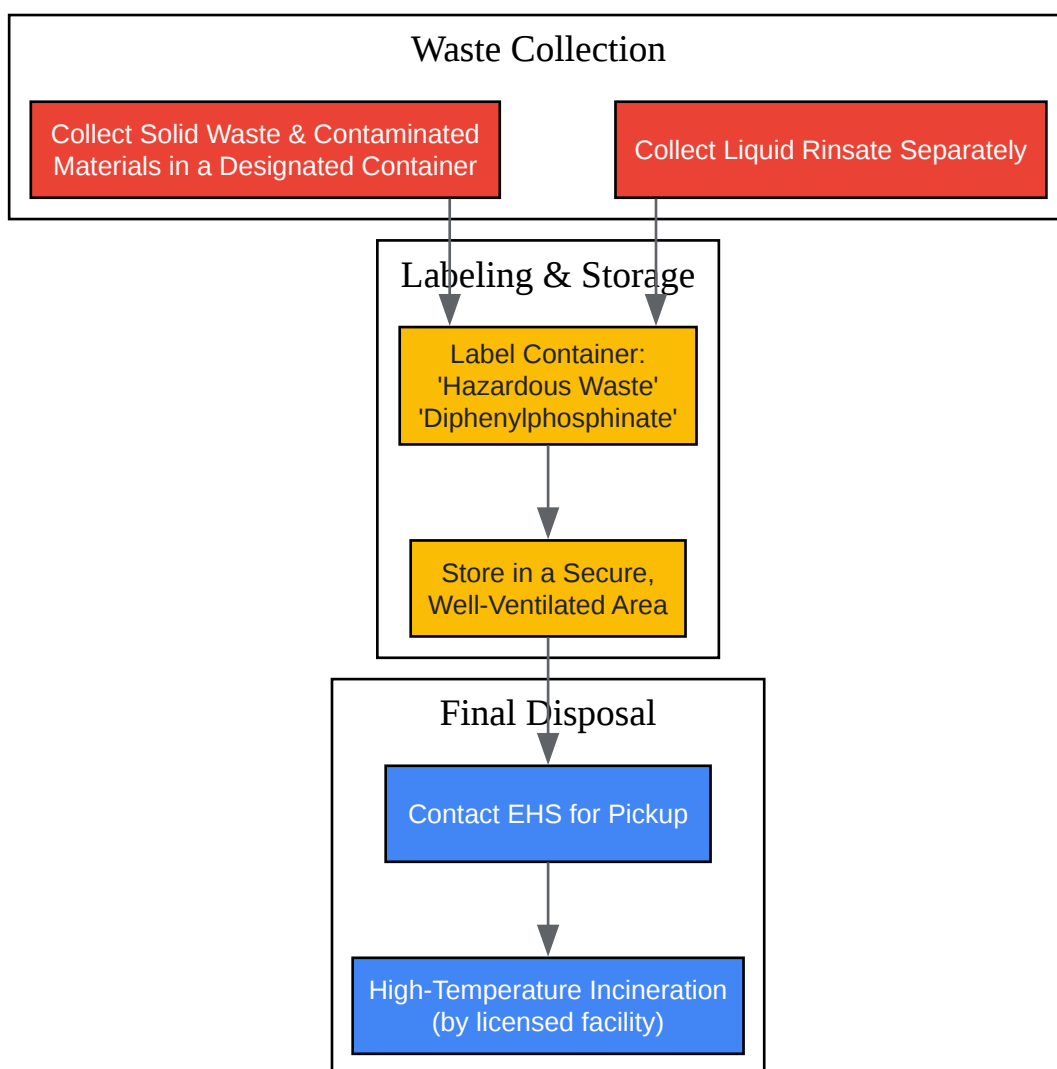 Waste Collection
Collect Solid Waste & Contaminated
Materials in a Designated Container
Collect Liquid Rinsate Separately
Labeling & Storage
Label Container:
'Hazardous Waste'
'Diphenylphosphinate'
Store in a Secure,
Well-Ventilated Area
Final Disposal
Contact EHS for Pickup
High-Temperature Incineration
(by licensed facility)